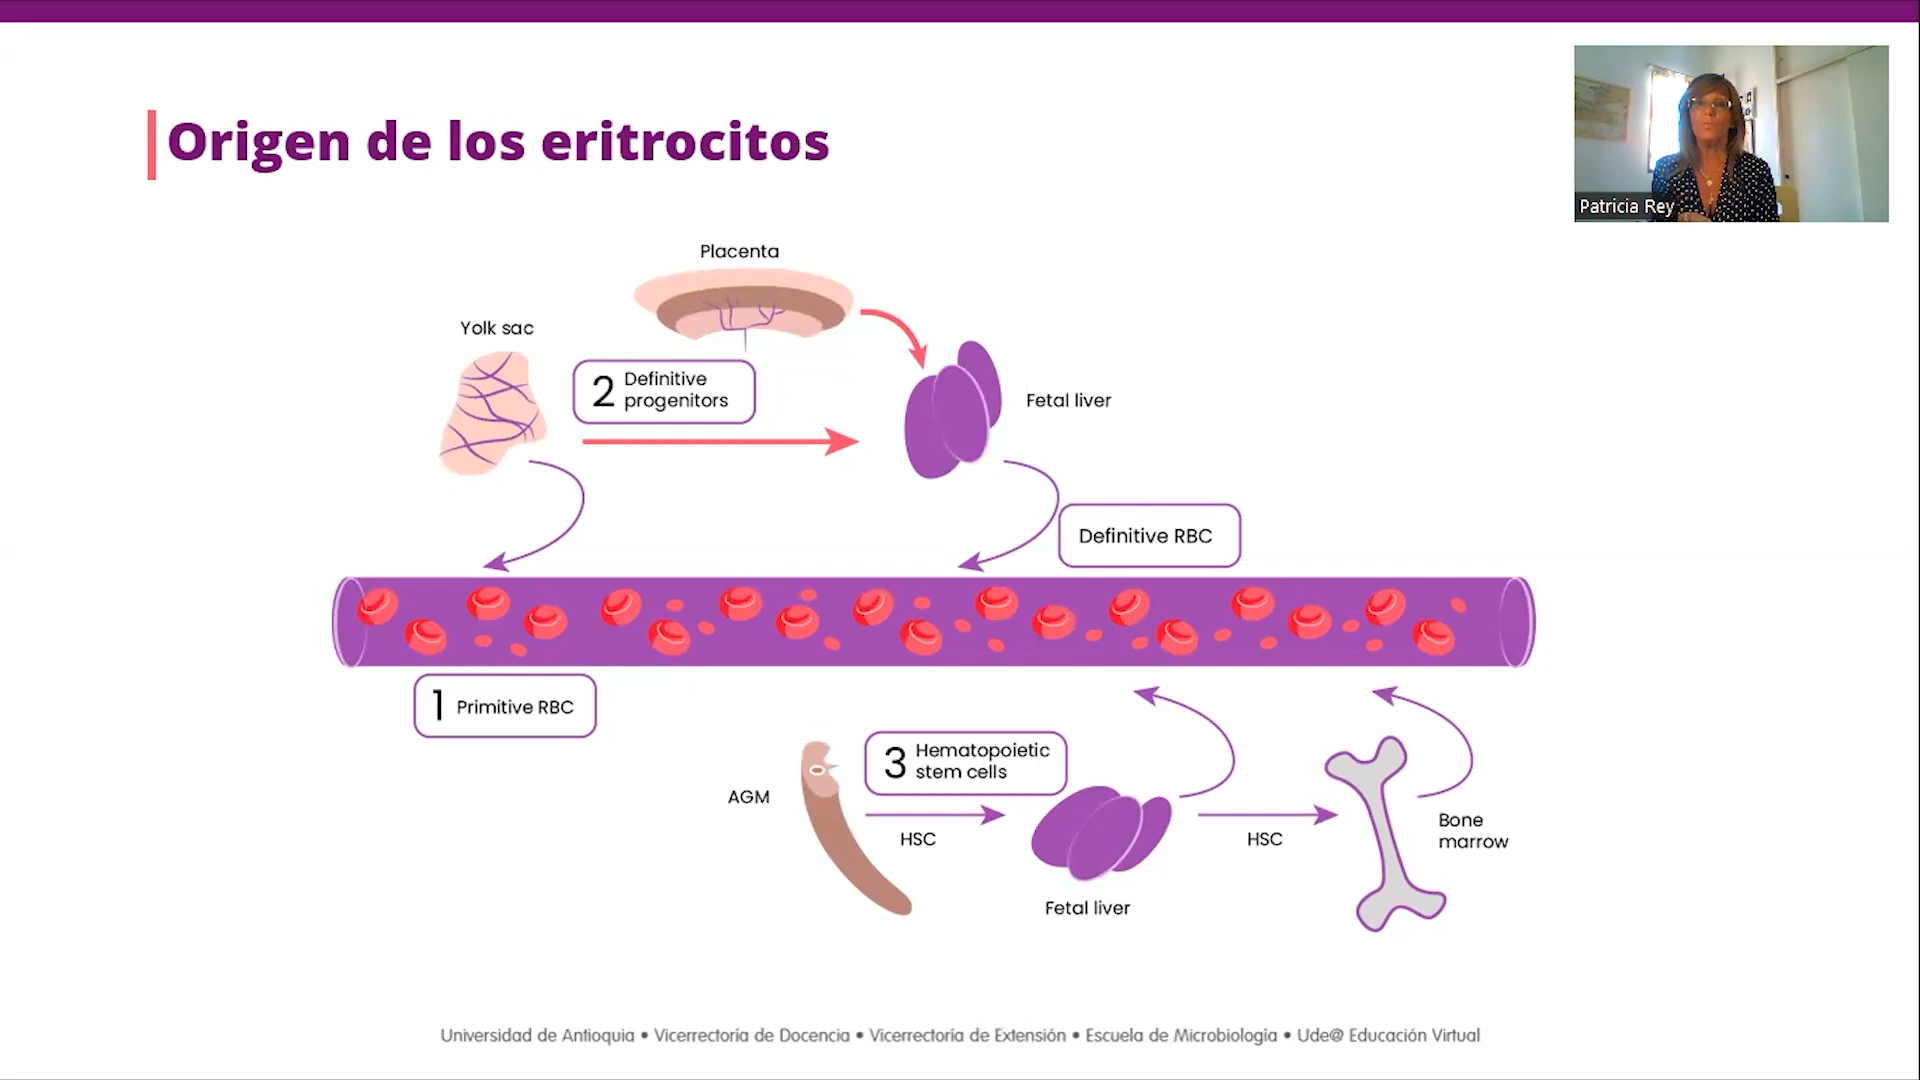 Origen de los eritrocitos
Patricia Rey
Placenta
Yolk sac
2 Definitive
progenitors
Fetal liver
Definitive RBC
1 Primitive RBC
3 Hematopoietic
stem cells
AGM
HSC
HSC
Bone
marrow
Fetal liver
Universidad de Antioquia • Vicerrectoría de Docencia • Vicerrectoría de Extensión • Escuela de Microbiología • Ude@ Educación Virtual